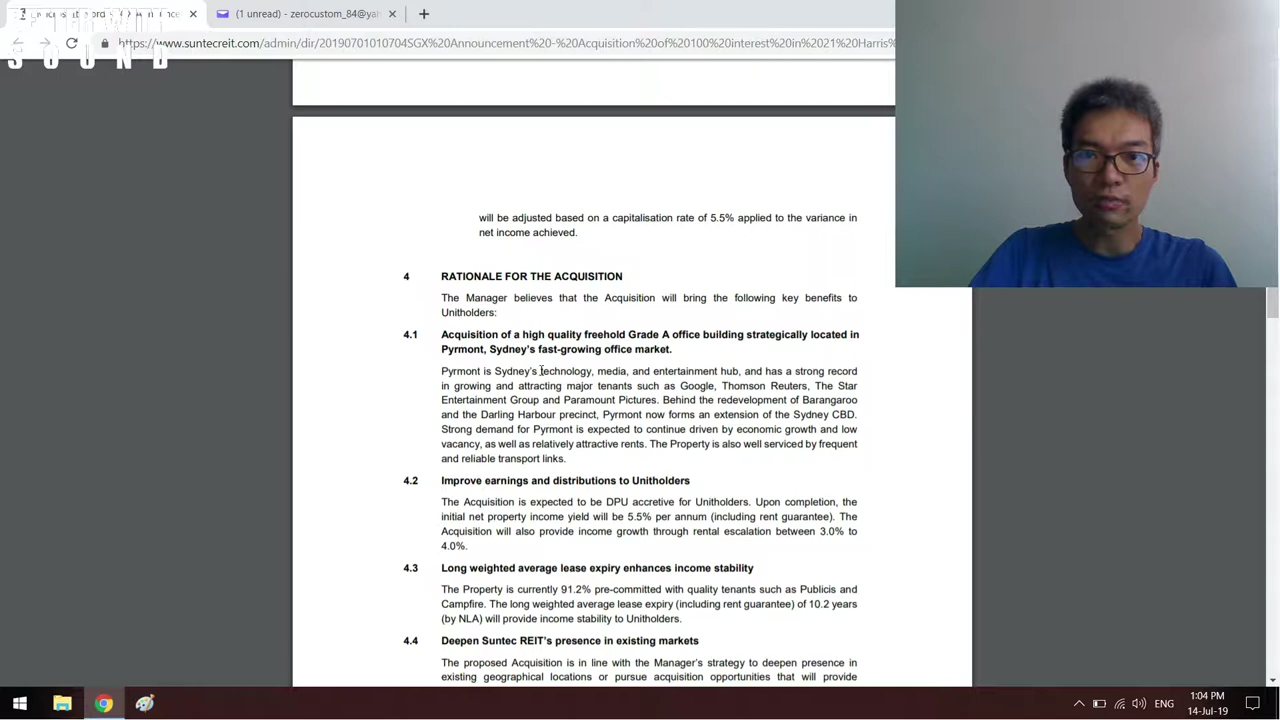 (1 unread) - zerocustom_84@yah
https://www.suntecreit.com/admin/dir/20190701010704SGX%20Announcement%20-%20Acquisition%20of%20100%20interest%20in%2021%20Harris%
S O U N D
will be adjusted based on a capitalisation rate of 5.5% applied to the variance in
net income achieved.
4 RATIONALE FOR THE ACQUISITION
The Manager believes that the Acquisition will bring the following key benefits to
Unitholders:
4.1 Acquisition of a high quality freehold Grade A office building strategically located in
Pyrmont, Sydney's fast-growing office market.
Pyrmont is Sydney's technology, media, and entertainment hub, and has a strong record
in growing and attracting major tenants such as Google, Thomson Reuters, The Star
Entertainment Group and Paramount Pictures. Behind the redevelopment of Barangaroo
and the Darling Harbour precinct, Pyrmont now forms an extension of the Sydney CBD.
Strong demand for Pyrmont is expected to continue driven by economic growth and low
vacancy, as well as relatively attractive rents. The Property is also well serviced by frequent
and reliable transport links.
4.2 Improve earnings and distributions to Unitholders
The Acquisition is expected to be DPU accretive for Unitholders. Upon completion, the
initial net property income yield will be 5.5% per annum (including rent guarantee). The
Acquisition will also provide income growth through rental escalation between 3.0% to
4.0%.
4.3 Long weighted average lease expiry enhances income stability
The Property is currently 91.2% pre-committed with quality tenants such as Publicis and
Campfire. The long weighted average lease expiry (including rent guarantee) of 10.2 years
(by NLA) will provide income stability to Unitholders.
4.4 Deepen Suntec REIT's presence in existing markets
The proposed Acquisition is in line with the Manager's strategy to deepen presence in
existing geographical locations or pursue acquisition opportunities that will provide
ENG
1:04 PM
14-Jul-19